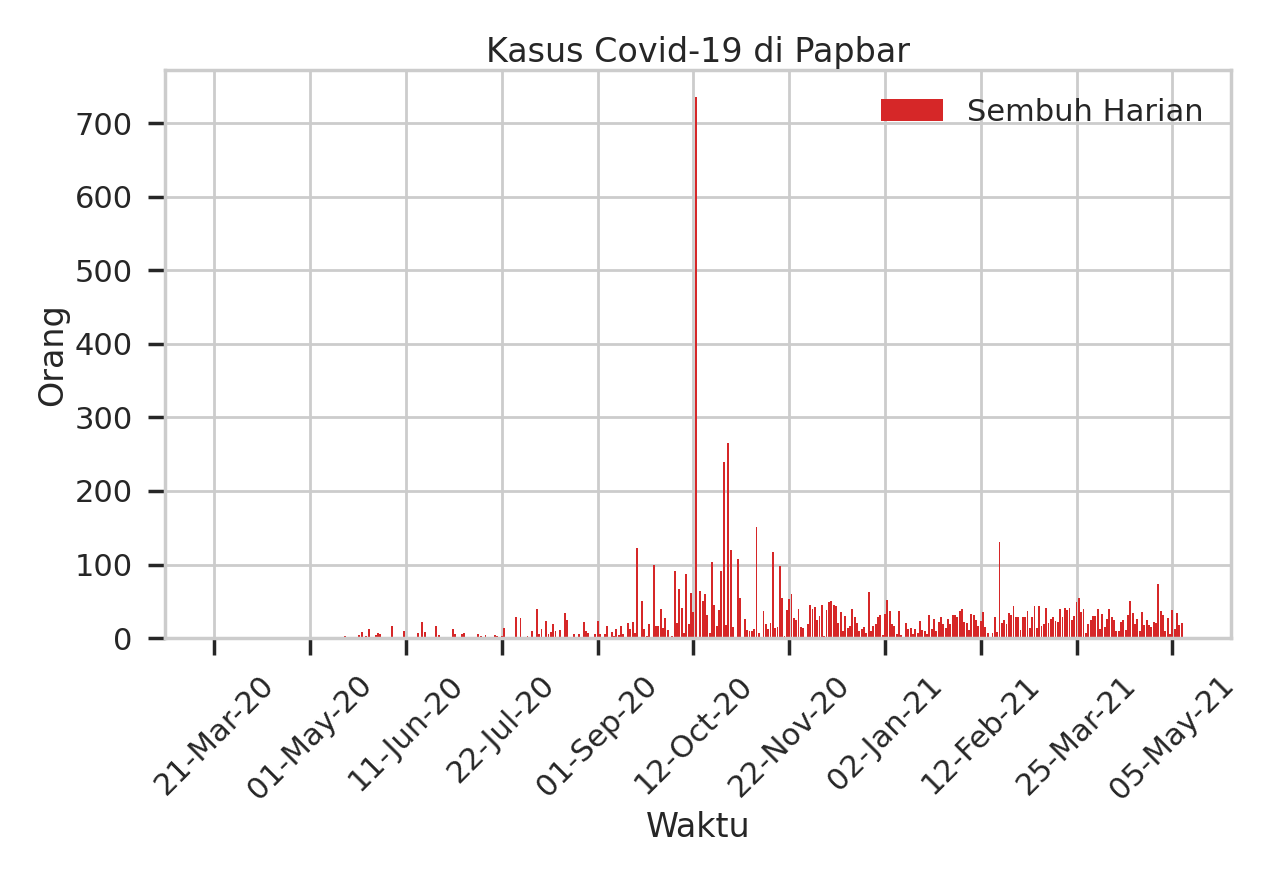 Kasus Covid-19 di Papbar
Sembuh Harian
700
600
500
400
300
200
100
0
Orang
21-Mar-20
01-May-20
11-Jun-20
22-Jul-20
01-Sep-20
12-Oct-20
22-Nov-20
02-Jan-21
12-Feb-21
25-Mar-21
05-May-21
Waktu